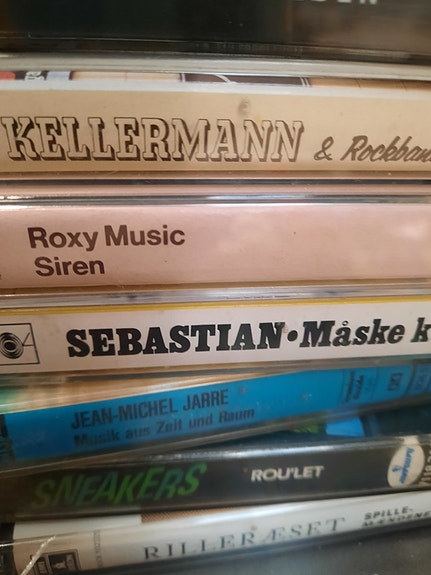 KELLERMANN & Rockban
Roxy Music
Siren
SEBASTIAN•Måske k
JEAN-MICHEL JARRE
Musik aus Zeit und Raum
SNEAKERS ROU'LET
RILLERÆSET SPILLE-
MÆNDENE